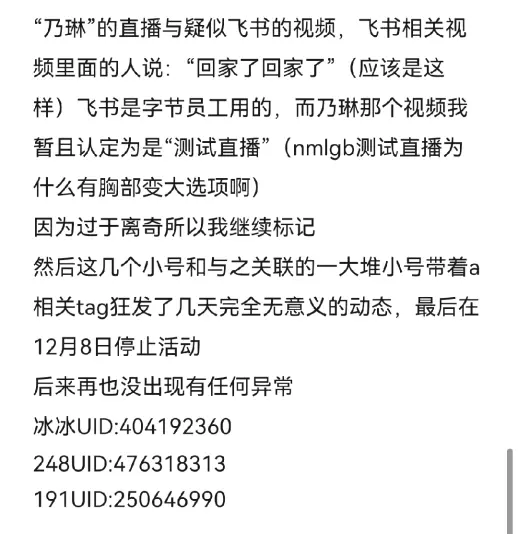 “乃琳”的直播与疑似飞书的视频，飞书相关视
频里面的人说：“回家了回家了”（应该是这
样）飞书是字节员工用的，而乃琳那个视频我
暂且认定为是“测试直播”（nmlgb测试直播为
什么有胸部变大选项啊）
因为过于离奇所以我继续标记
然后这几个小号和与之关联的一大堆小号带着a
相关tag狂发了几天完全无意义的动态，最后在
12月8日停止活动
后来再也没出现有任何异常
冰冰UID:404192360
248UID:476318313
191UID:250646990